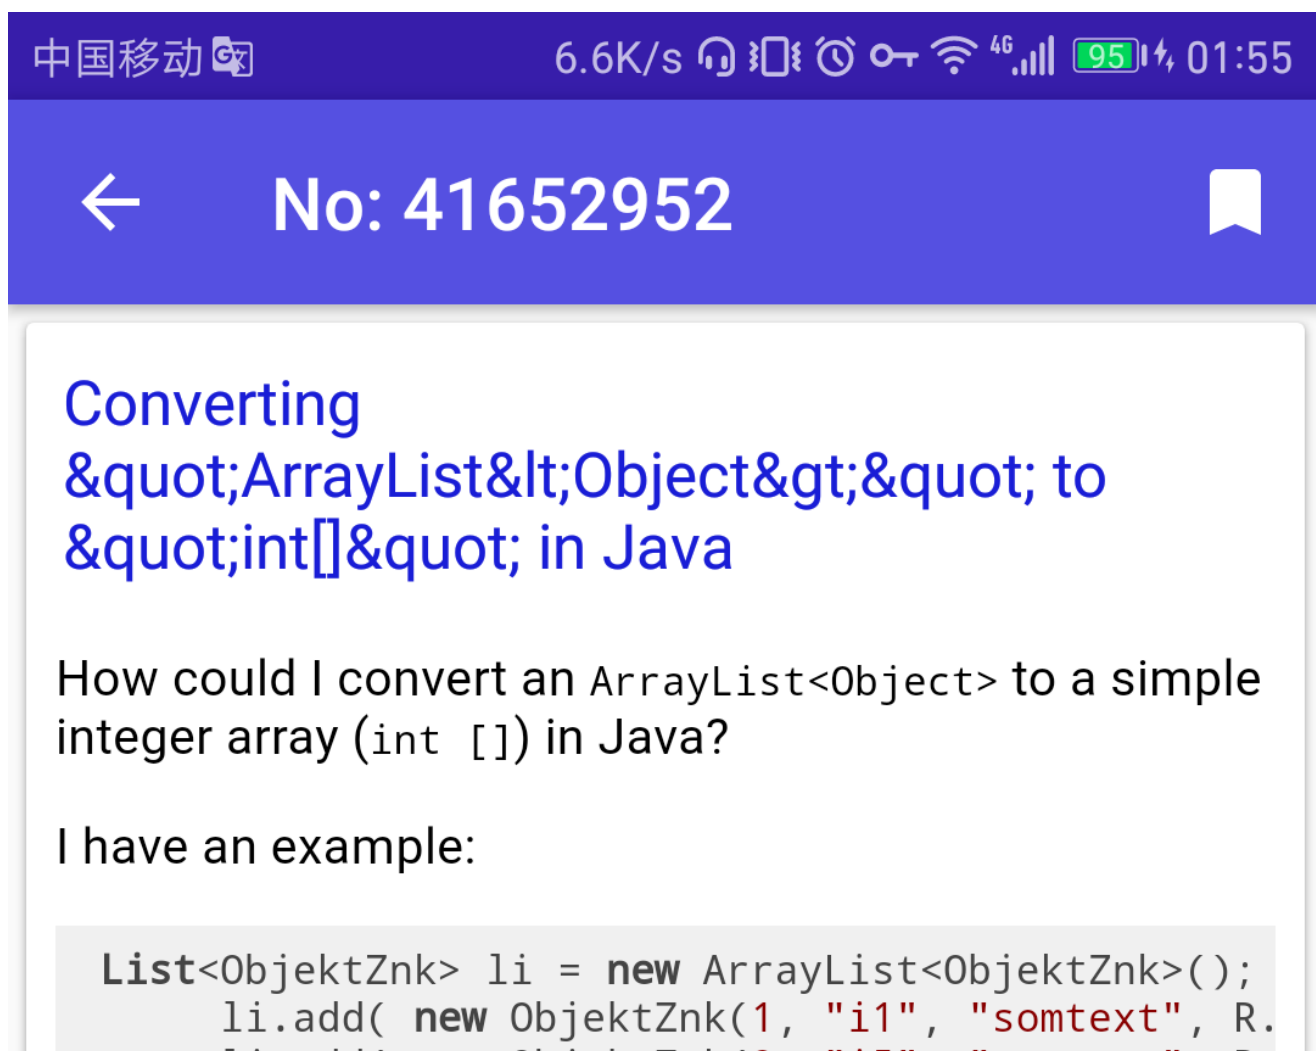 中国移动 6.6K/s 4G 95 01:55
No: 41652952
Converting
&quot;ArrayList&lt;Object&gt;&quot; to
&quot;int[]&quot; in Java
How could I convert an ArrayList<Object> to a simple
integer array (int []) in Java?
I have an example:
List<ObjektZnk> li = new ArrayList<ObjektZnk>();
li.add( new ObjektZnk(1, "i1", "somtext", R.